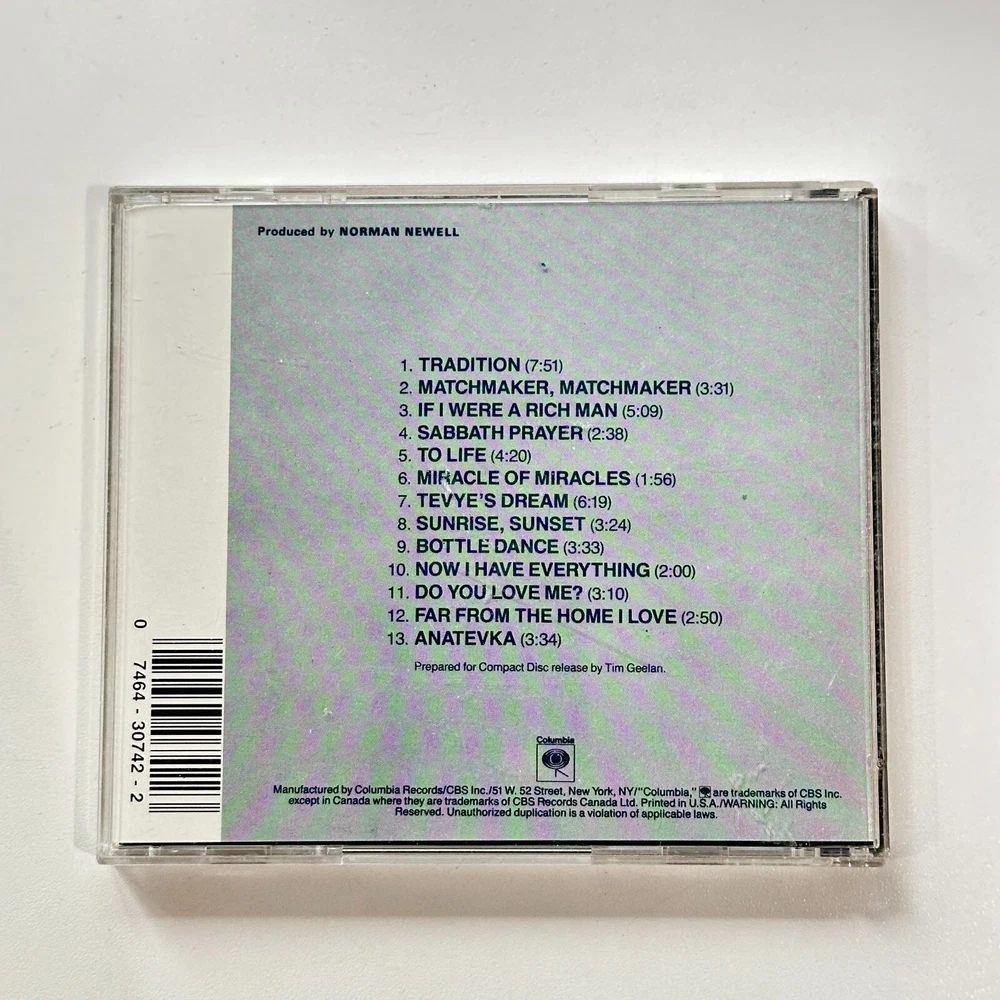 Produced by NORMAN NEWELL
1. TRADITION (7:51)
2. MATCHMAKER, MATCHMAKER (3:31)
3. IF I WERE A RICH MAN (5:09)
4. SABBATH PRAYER (2:38)
5. TO LIFE (4:20)
6. MIRACLE OF MiRACLES (1:56)
7. TEVYE'S DREAM (6:19)
8. SUNRISE, SUNSET (3:24)
9. BOTTLE DANCE (3:33)
10. NOW I HAVE EVERYTHING (2:00)
11. DO YOU LOVE ME? (3:10)
12. FAR FROM THE HOME I LOVE (2:50)
13. ANATEVKA (3:34)
Prepared for Compact Disc release by Tim Geelan.
0 7464-30742-2
Columbia
Manufactured by Columbia Records/CBS Inc./51 W. 52 Street, New York, NY/"Columbia," are trademarks of CBS Inc.
except in Canada where they are trademarks of CBS Records Canada Ltd. Printed in U.S.A./WARNING: All Rights
Reserved. Unauthorized duplication is a violation of applicable laws.